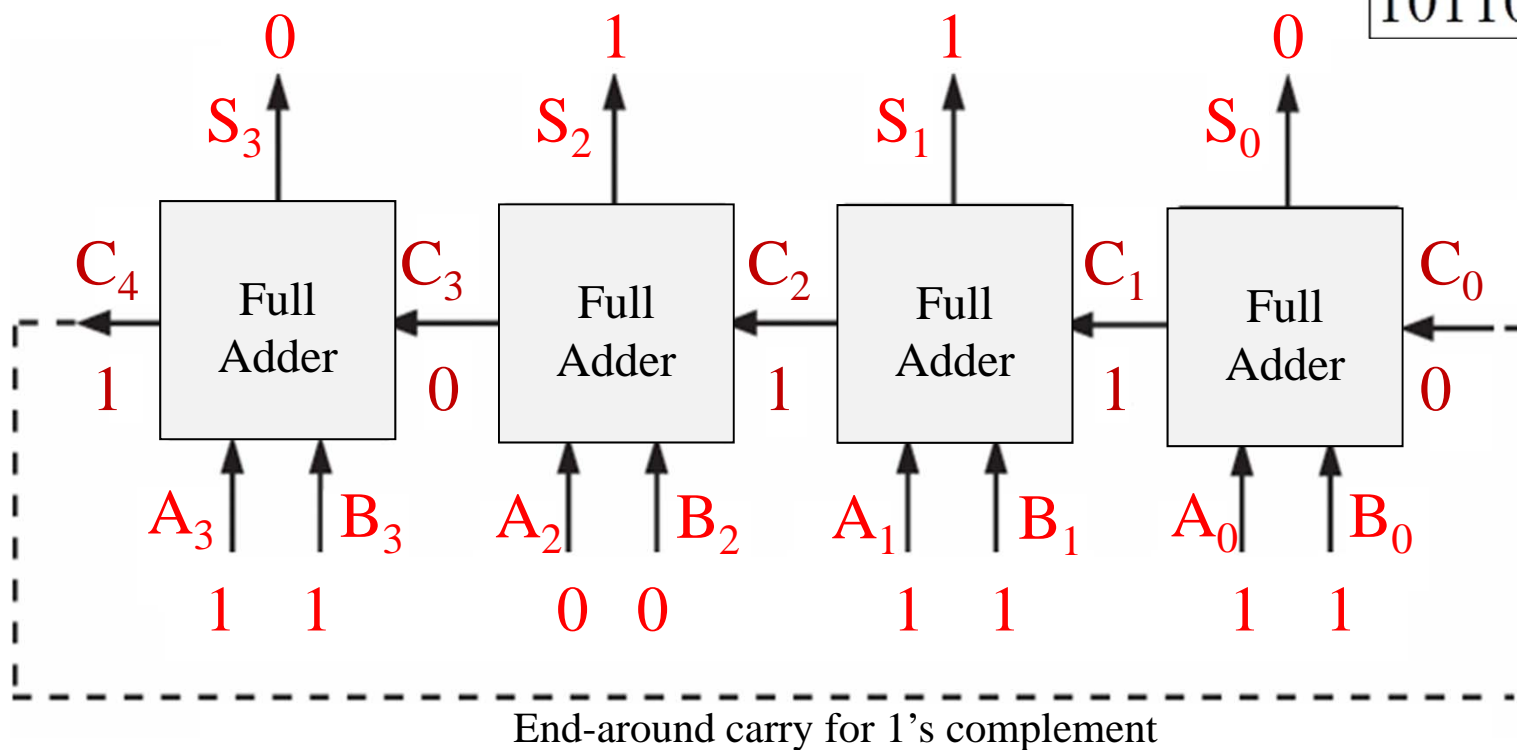 10110
0 1 1 0
S₃ S₂ S₁ S₀
C₄ C₃ C₂ C₁ C₀
Full Full Full Full
Adder Adder Adder Adder
1 0 1 1 0
A₃ B₃ A₂ B₂ A₁ B₁ A₀ B₀
1 1 0 0 1 1 1 1
End-around carry for 1's complement